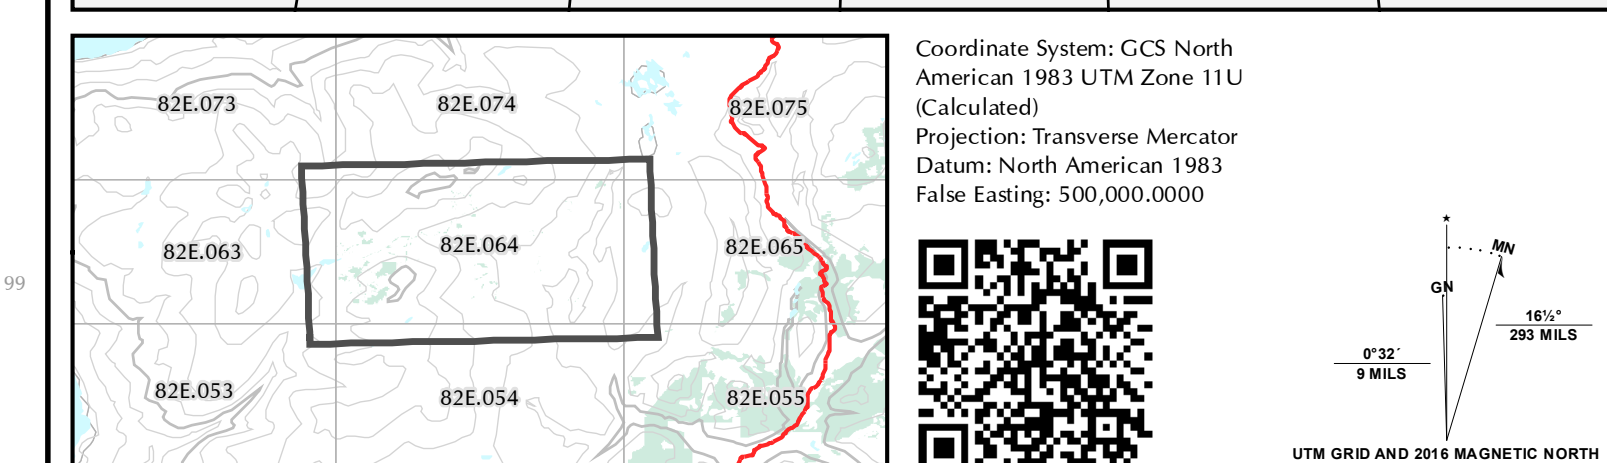 82E.073
82E.074
82E.075
82E.063
82E.064
82E.065
82E.053
82E.054
82E.055
99
Coordinate System: GCS North
American 1983 UTM Zone 11U
(Calculated)
Projection: Transverse Mercator
Datum: North American 1983
False Easting: 500,000.0000
MN
GN
16½°
293 MILS
0°32´
9 MILS
UTM GRID AND 2016 MAGNETIC NORTH